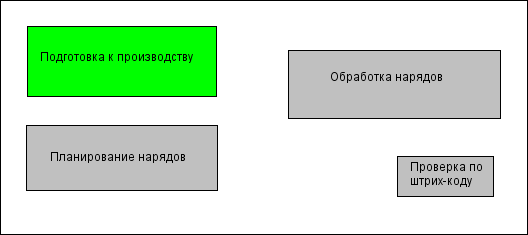 Подготовка к производству
Обработка нарядов
Планирование нарядов
Проверка по
штрих-коду